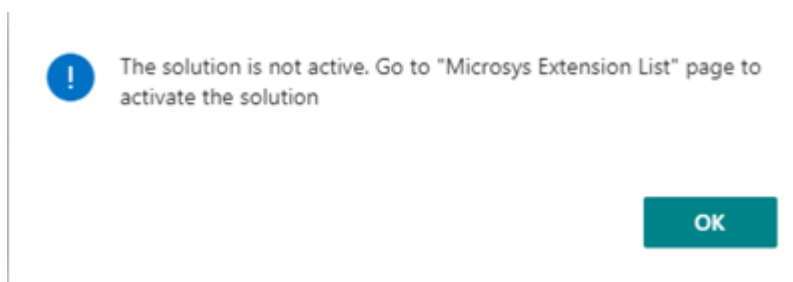 The solution is not active. Go to "Microsys Extension List" page to
activate the solution
OK